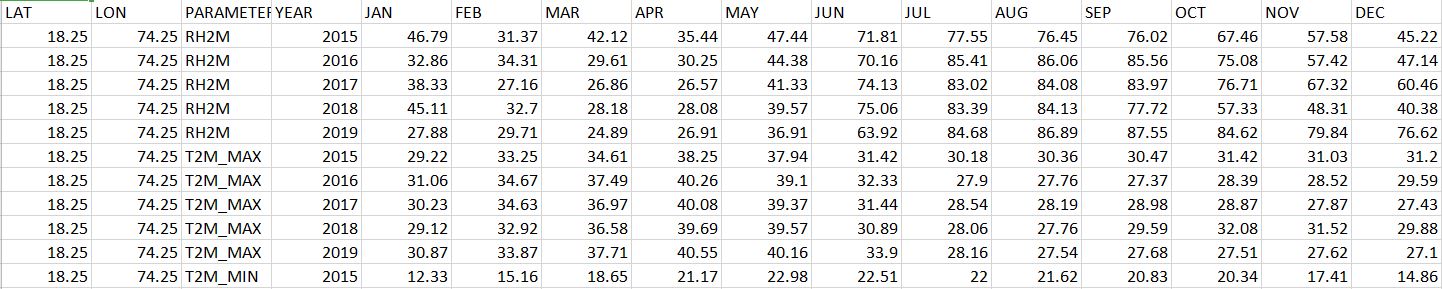 LAT LON PARAMETER YEAR JAN FEB MAR APR MAY JUN JUL AUG SEP OCT NOV DEC
18.25 74.25 RH2M 2015 46.79 31.37 42.12 35.44 47.44 71.81 77.55 76.45 76.02 67.46 57.58 45.22
18.25 74.25 RH2M 2016 32.86 34.31 29.61 30.25 44.38 70.16 85.41 86.06 85.56 75.08 57.42 47.14
18.25 74.25 RH2M 2017 38.33 27.16 26.86 26.57 41.33 74.13 83.02 84.08 83.97 76.71 67.32 60.46
18.25 74.25 RH2M 2018 45.11 32.7 28.18 28.08 39.57 75.06 83.39 84.13 77.72 57.33 48.31 40.38
18.25 74.25 RH2M 2019 27.88 29.71 24.89 26.91 36.91 63.92 84.68 86.89 87.55 84.62 79.84 76.62
18.25 74.25 T2M_MAX 2015 29.22 33.25 34.61 38.25 37.94 31.42 30.18 30.36 30.47 31.42 31.03 31.2
18.25 74.25 T2M_MAX 2016 31.06 34.67 37.49 40.26 39.1 32.33 27.9 27.76 27.37 28.39 28.52 29.59
18.25 74.25 T2M_MAX 2017 30.23 34.63 36.97 40.08 39.37 31.44 28.54 28.19 28.98 28.87 27.87 27.43
18.25 74.25 T2M_MAX 2018 29.12 32.92 36.58 39.69 39.57 30.89 28.06 27.76 29.59 32.08 31.52 29.88
18.25 74.25 T2M_MAX 2019 30.87 33.87 37.71 40.55 40.16 33.9 28.16 27.54 27.68 27.51 27.62 27.1
18.25 74.25 T2M_MIN 2015 12.33 15.16 18.65 21.17 22.98 22.51 22 21.62 20.83 20.34 17.41 14.86